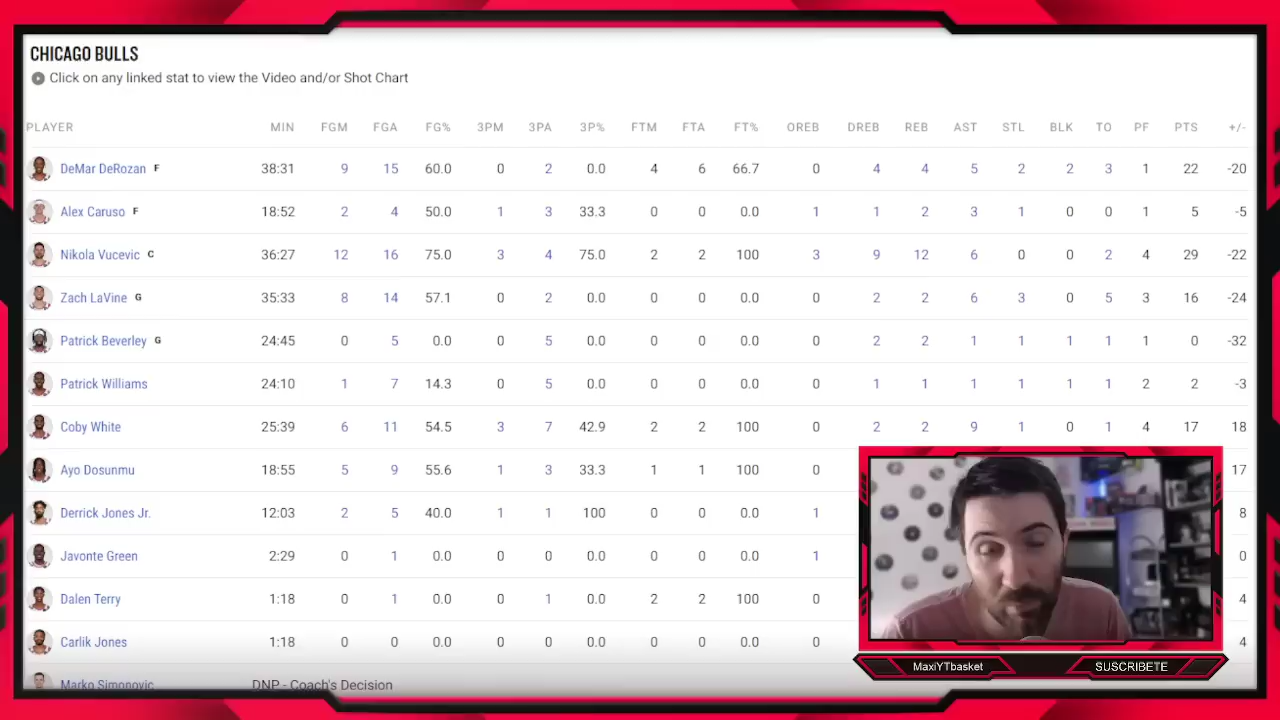 CHICAGO BULLS
Click on any linked stat to view the Video and/or Shot Chart
PLAYER MIN FGM FGA FG% 3PM 3PA 3P% FTM FTA FT% OREB DREB REB AST STL BLK TO PF PTS +/-
DeMar DeRozan F 38:31 9 15 60.0 0 2 0.0 4 6 66.7 0 4 4 5 2 2 3 1 22 -20
Alex Caruso F 18:52 2 4 50.0 1 3 33.3 0 0 0.0 1 1 2 3 1 0 0 1 5 -5
Nikola Vucevic C 36:27 12 16 75.0 3 4 75.0 2 2 100 3 9 12 6 0 0 2 4 29 -22
Zach LaVine G 35:33 8 14 57.1 0 2 0.0 0 0 0.0 0 2 2 6 3 0 5 3 16 -24
Patrick Beverley G 24:45 0 5 0.0 0 5 0.0 0 0 0.0 0 2 2 1 1 1 1 1 0 -32
Patrick Williams 24:10 1 7 14.3 0 5 0.0 0 0 0.0 0 1 1 1 1 1 1 2 2 -3
Coby White 25:39 6 11 54.5 3 7 42.9 2 2 100 0 2 2 9 1 0 1 4 17 18
Ayo Dosunmu 18:55 5 9 55.6 1 3 33.3 1 1 100 0 17
Derrick Jones Jr. 12:03 2 5 40.0 1 1 100 0 0 0.0 1 8
Javonte Green 2:29 0 1 0.0 0 0 0.0 0 0 0.0 1 0
Dalen Terry 1:18 0 1 0.0 0 1 0.0 2 2 100 0 4
Carlik Jones 1:18 0 0 0.0 0 0 0.0 0 0 0.0 0 4
Marko Simonovic DNP - Coach's Decision
MaxiYTbasket SUSCRIBETE